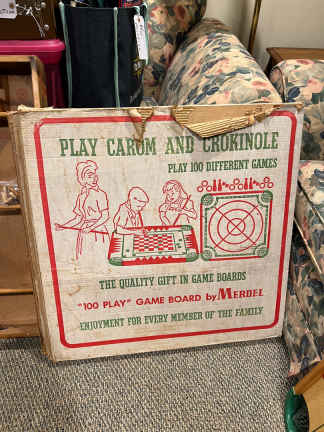 PLAY CAROM AND CROKINOLE
PLAY 100 DIFFERENT GAMES
THE QUALITY GIFT IN GAME BOARDS
"100 PLAY" GAME BOARD by MERDEL
ENJOYMENT FOR EVERY MEMBER OF THE FAMILY